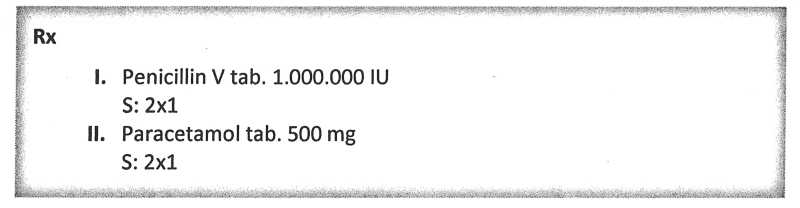 Rx
I. Penicillin V tab. 1.000.000 IU
S: 2x1
II. Paracetamol tab. 500 mg
S: 2x1